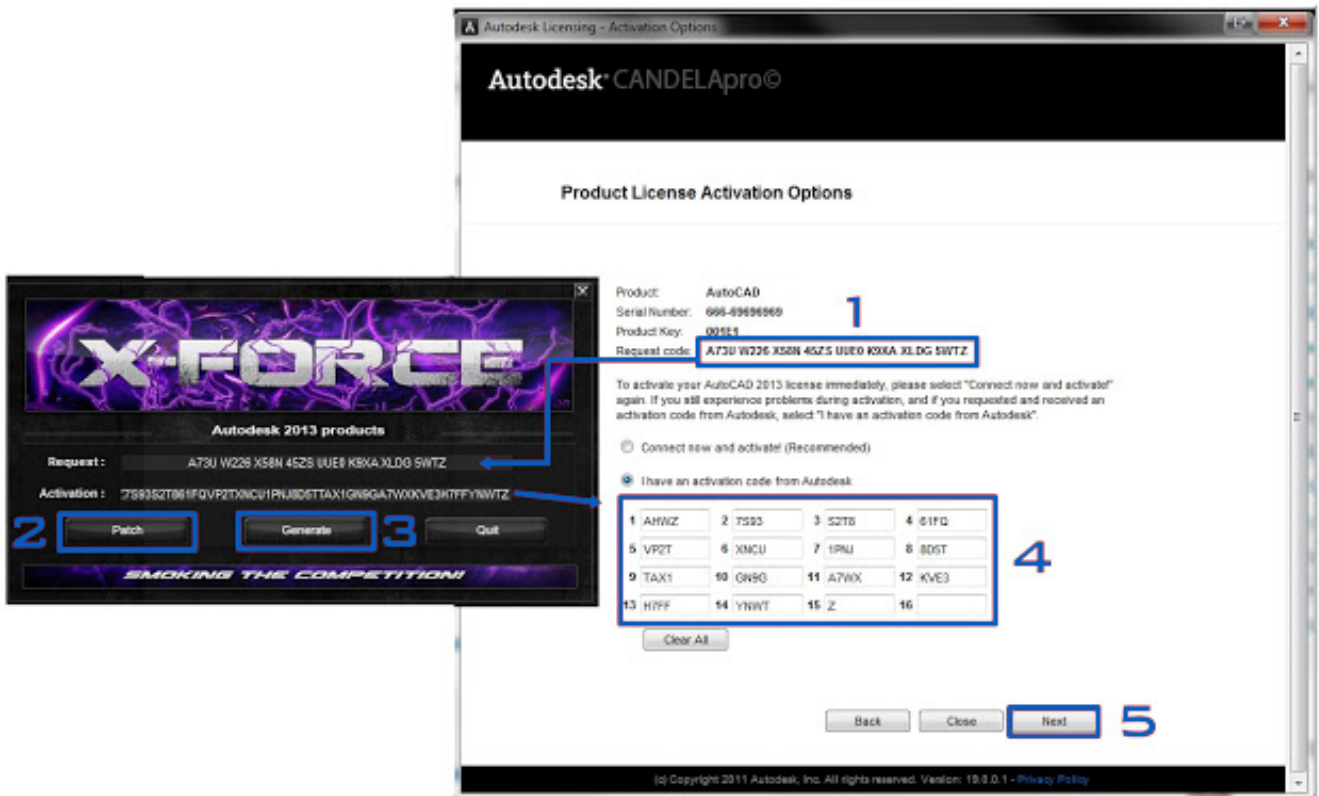 Autodesk Licensing - Activation Options
Autodesk CANDELApro©
Product License Activation Options
Product: AutoCAD
Serial Number: 666-69696969
Product Key: 001E1
1
Request code: A73U W226 X58N 45ZS UUE0 K9XA XLDG 5WTZ
To activate your AutoCAD 2013 license immediately, please select "Connect now and activate!"
again. If you still experience problems during activation, and if you requested and received an
activation code from Autodesk, select "I have an activation code from Autodesk".
Connect now and activate! (Recommended)
I have an activation code from Autodesk
1 AHWZ 2 7S93 3 S2T8 4 61FQ
5 VP2T 6 XNCU 7 1PNJ 8 8D5T
9 TAX1 10 GN9G 11 A7WX 12 KVE3
13 H7FF 14 YNWT 15 Z 16
4
Clear All
Back Close Next
5
(c) Copyright 2011 Autodesk, Inc. All rights reserved. Version: 19.0.0.1 - Privacy Policy
X-FORCE
Autodesk 2013 products
Request: A73U W226 X58N 45ZS UUE0 K9XA XLDG 5WTZ
Activation:
2 Patch Generate 3 Quit
SMOKING THE COMPETITION!